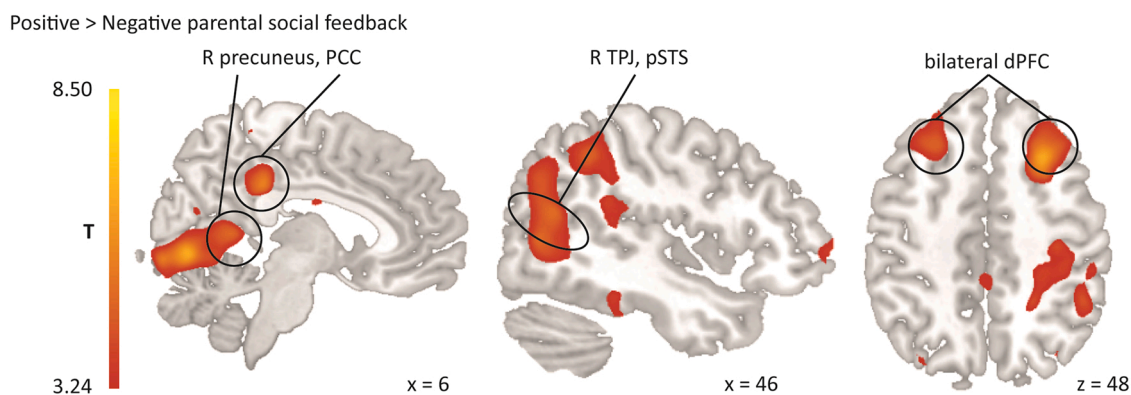 Positive > Negative parental social feedback
R precuneus, PCC
R TPJ, pSTS
bilateral dPFC
8.50
T
3.24
x = 6
x = 46
z = 48